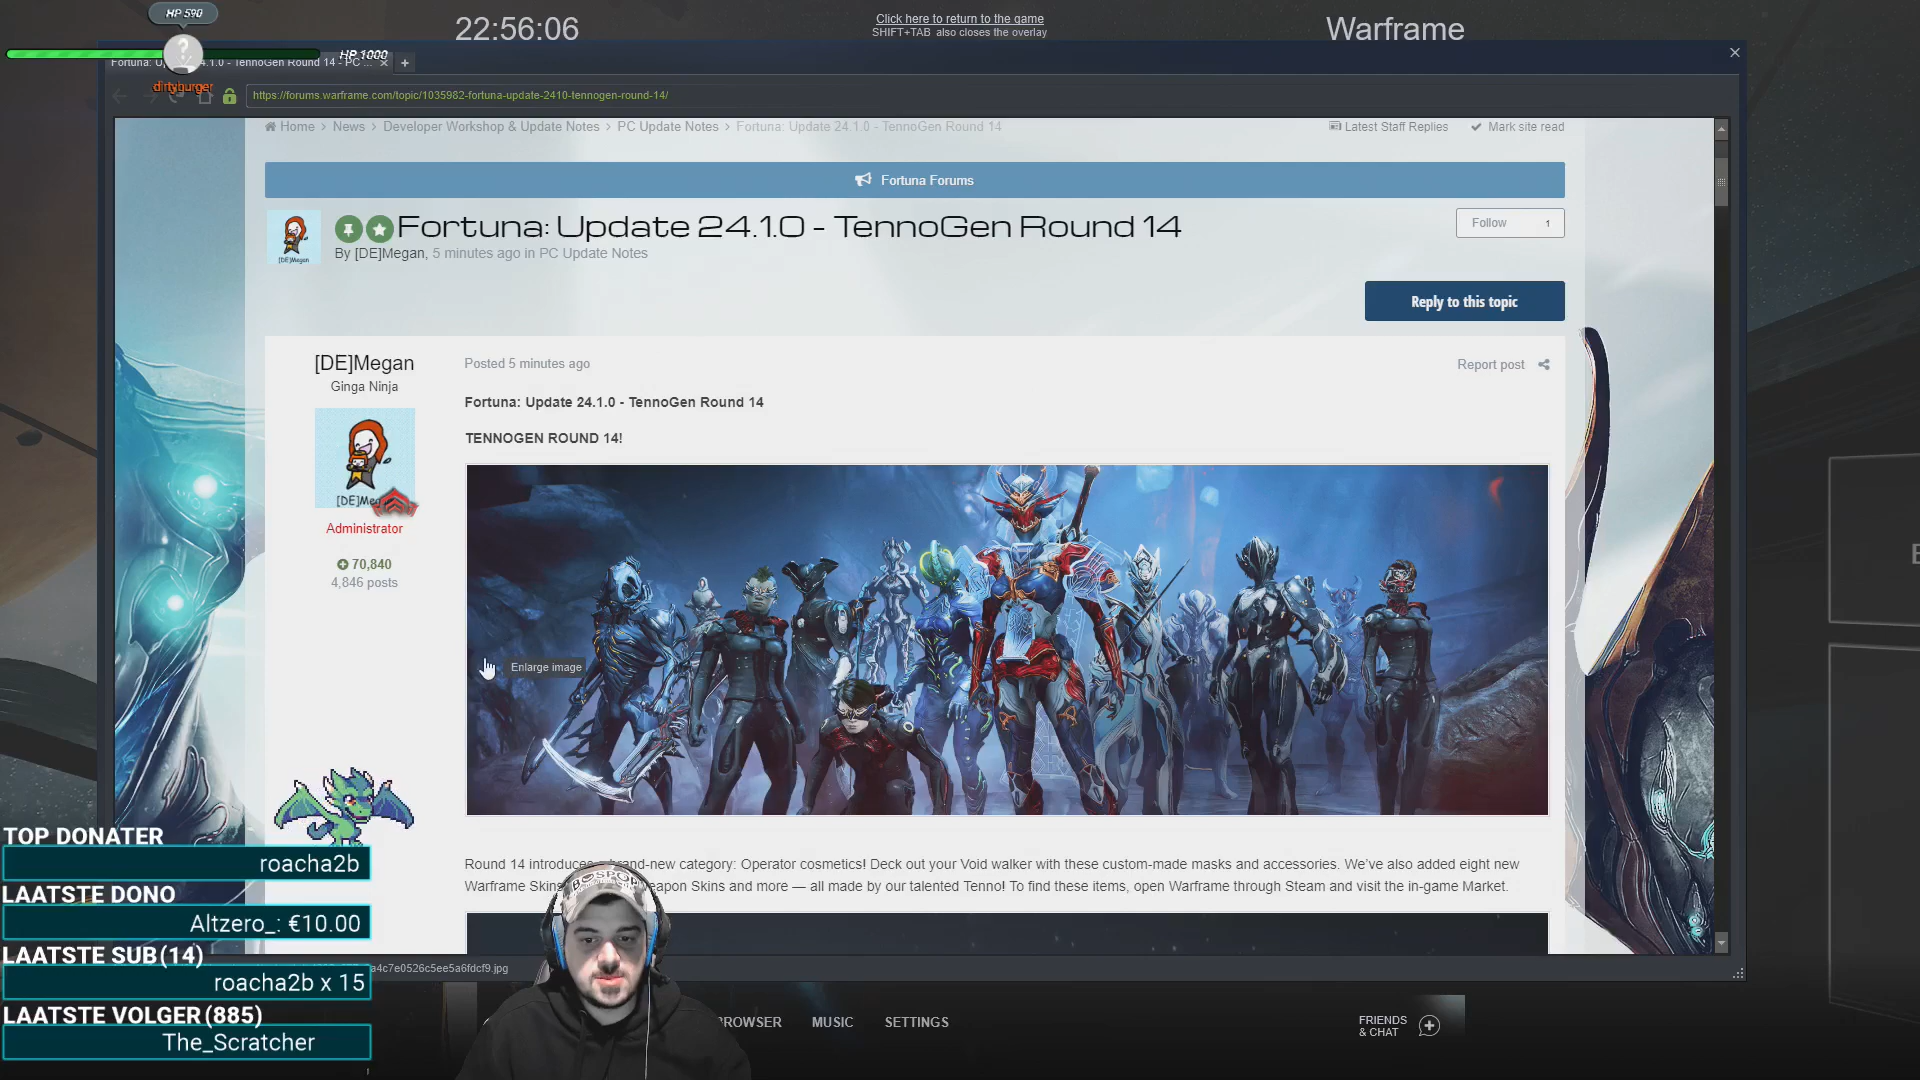 HP 590
22:56:06
Click here to return to the game
SHIFT+TAB also closes the overlay
Warframe
HP 1000
- TennoGen Round 14 - PC ...
dirtyburger
https://forums.warframe.com/topic/1035982-fortuna-update-2410-tennogen-round-14/
Home > News > Developer Workshop & Update Notes > PC Update Notes > Fortuna: Update 24.1.0 - TennoGen Round 14
Latest Staff Replies
Mark site read
Fortuna Forums
Fortuna: Update 24.1.0 - TennoGen Round 14
Follow 1
By [DE]Megan, 5 minutes ago in PC Update Notes
[DE]Megan
Reply to this topic
[DE]Megan
Ginga Ninja
Posted 5 minutes ago
Report post
Fortuna: Update 24.1.0 - TennoGen Round 14
TENNOGEN ROUND 14!
Administrator
70,840
4,846 posts
Enlarge image
Round 14 introduces brand-new category: Operator cosmetics! Deck out your Void walker with these custom-made masks and accessories. We've also added eight new
Warframe Skins Weapon Skins and more — all made by our talented Tenno! To find these items, open Warframe through Steam and visit the in-game Market.
TOP DONATER
roacha2b
LAATSTE DONO
Altzero_: €10.00
LAATSTE SUB(14)
a4c7e0526c5ee5a6fdcf9.jpg
roacha2b x 15
LAATSTE VOLGER(885)
The_Scratcher
MUSIC
SETTINGS
FRIENDS
& CHAT